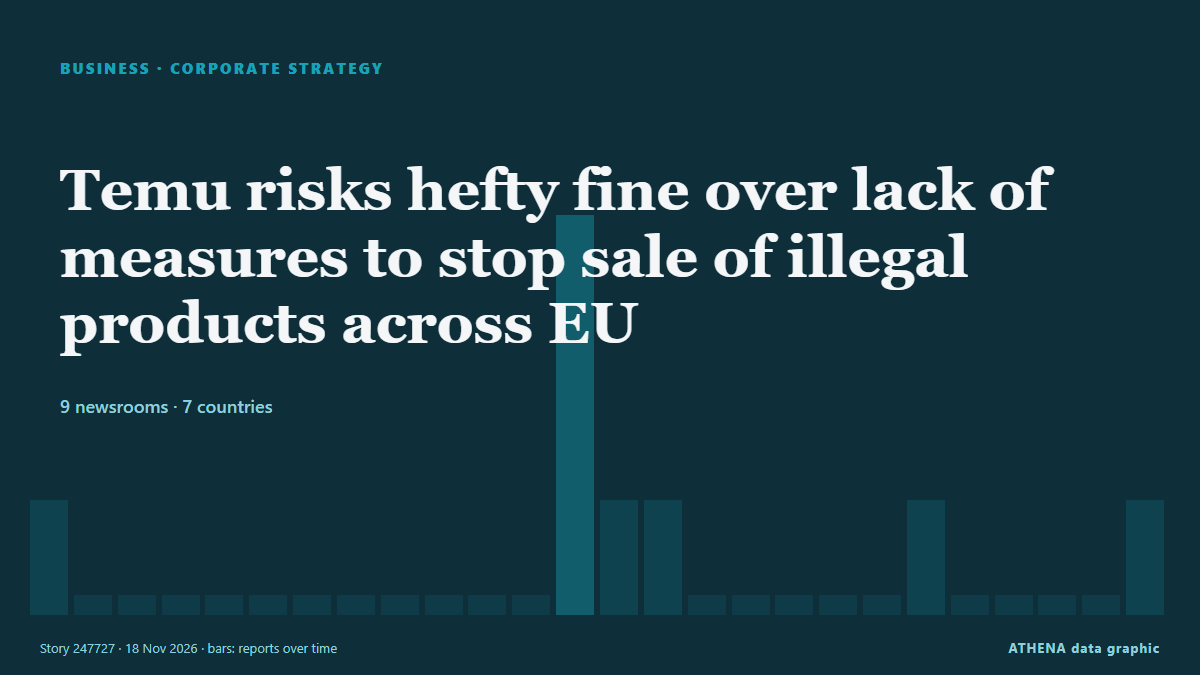 BUSINESS · CORPORATE STRATEGY
Temu risks hefty fine over lack of
measures to stop sale of illegal
products across EU
9 newsrooms · 7 countries
Story 247727 · 18 Nov 2026 · bars: reports over time
ATHENA data graphic